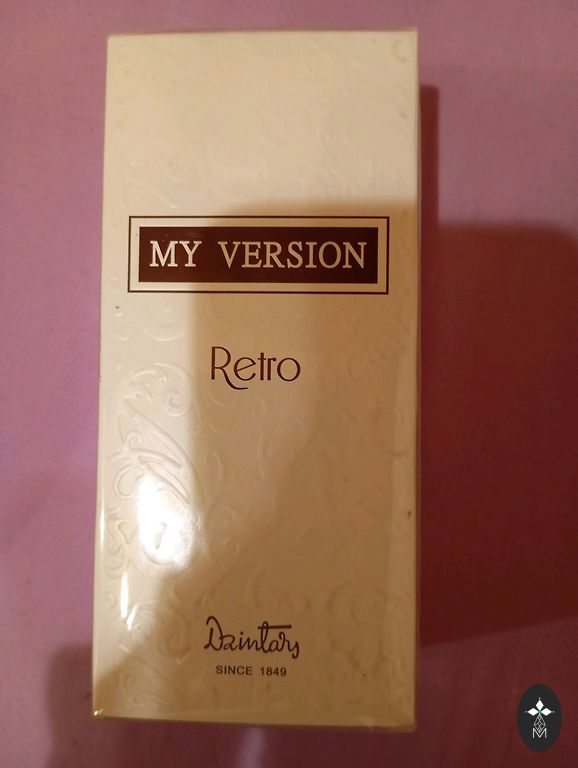 MY VERSION
Retro
Dzintars
SINCE 1849
M